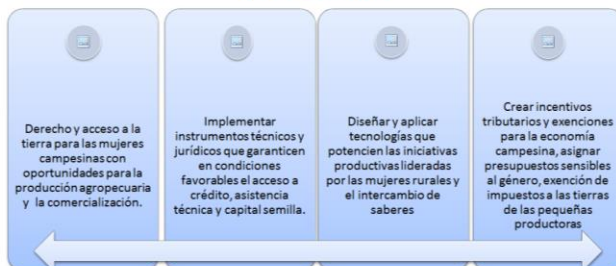 Derecho y acceso a la
tierra para las mujeres
campesinas con
oportunidades para la
producción agropecuaria
y la comercialización.
Implementar
instrumentos técnicos y
jurídicos que garanticen
en condiciones
favorables el acceso a
crédito, asistencia
técnica y capital semilla.
Diseñar y aplicar
tecnologías que
potencien las iniciativas
productivas lideradas
por las mujeres rurales y
el intercambio de
saberes
Crear incentivos
tributarios y exenciones
para la economía
campesina, asignar
presupuestos sensibles
al género, exención de
impuestos a las tierras
de las pequeñas
productoras